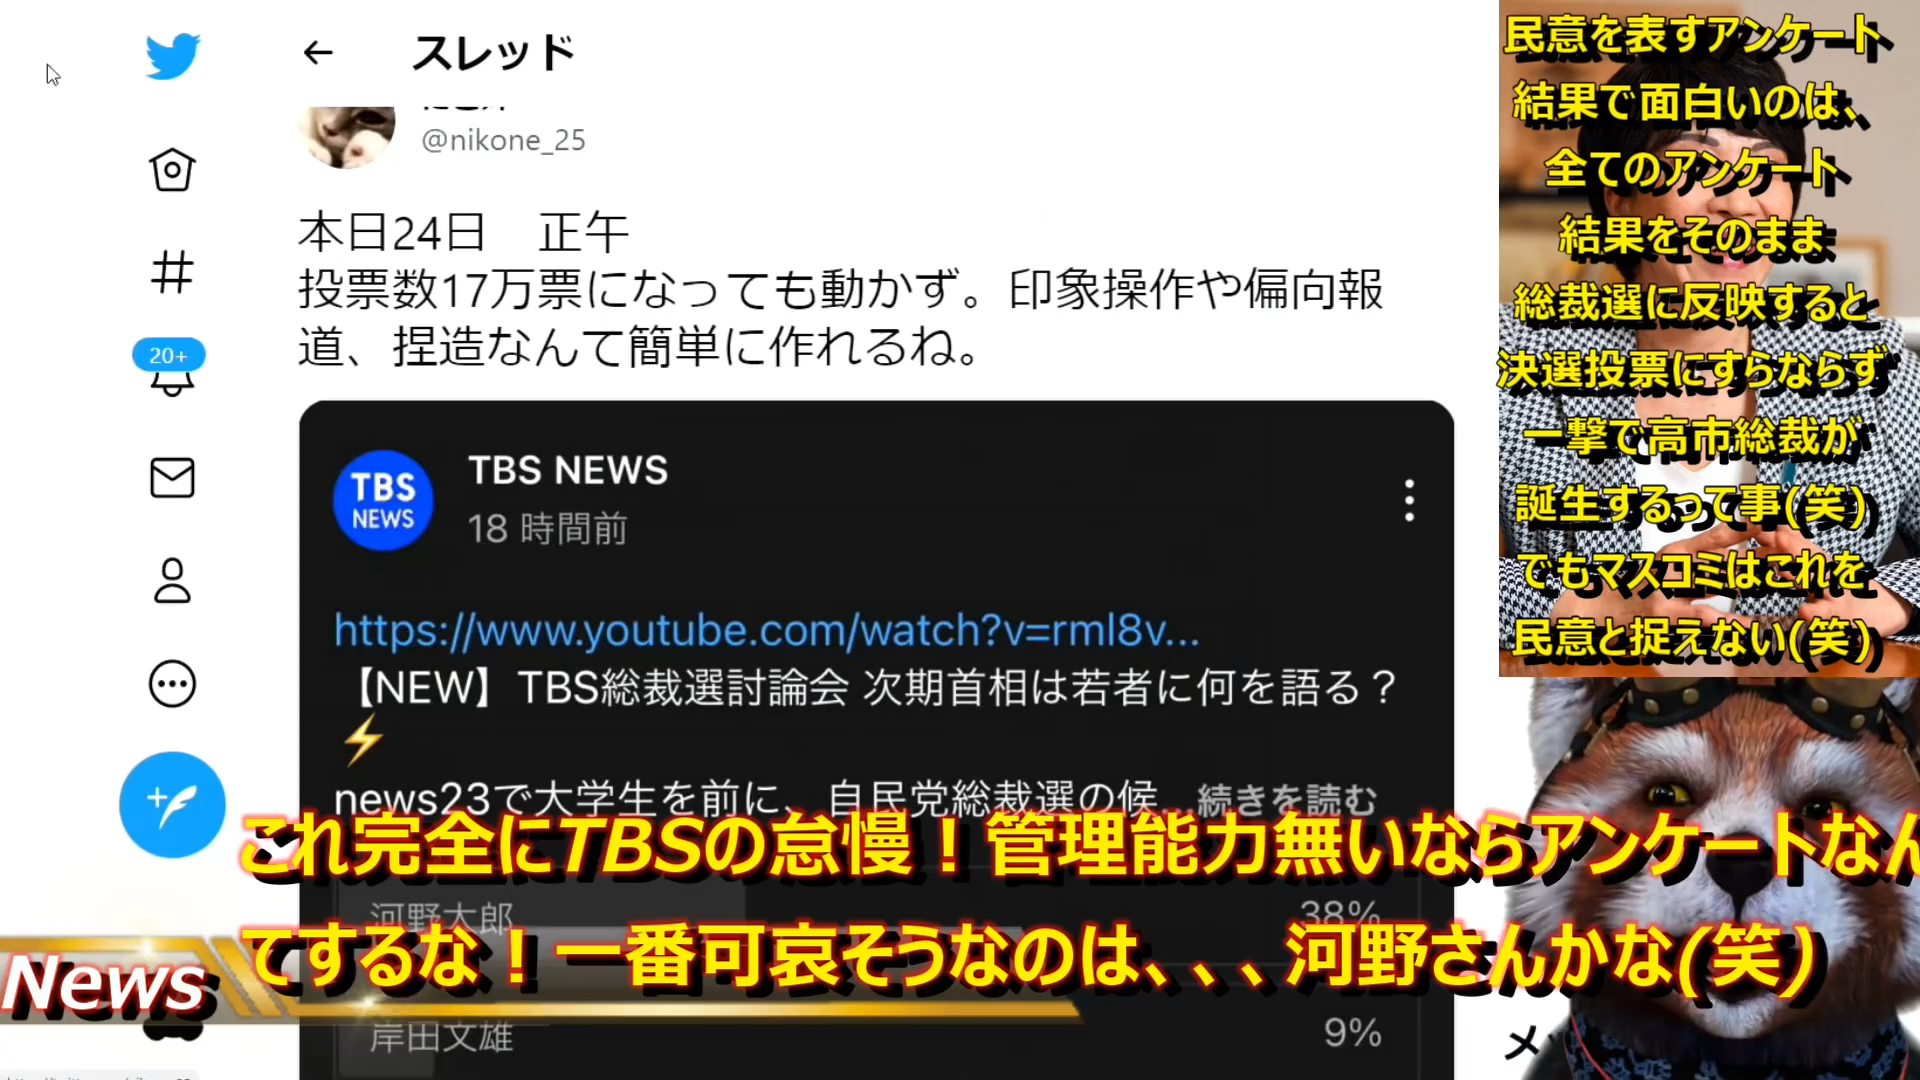 スレッド
@nikone_25
本日24日　正午
投票数17万票になっても動かず。印象操作や偏向報
道、捏造なんて簡単に作れるね。
20+
TBS
NEWS
TBS NEWS
18 時間前
https://www.youtube.com/watch?v=rml8v...
【NEW】TBS総裁選討論会 次期首相は若者に何を語る？
⚡
news23で大学生を前に、自民党総裁選の候...続きを読む
河野太郎 38%
岸田文雄 9%
これ完全にTBSの怠慢！管理能力無いならアンケートなん
てするな！一番可哀そうなのは、、、河野さんかな(笑)
News
民意を表すアンケート
結果で面白いのは、
全てのアンケート
結果をそのまま
総裁選に反映すると
決選投票にすらならず
一撃で高市総裁が
誕生するって事(笑)
でもマスコミはこれを
民意と捉えない(笑)